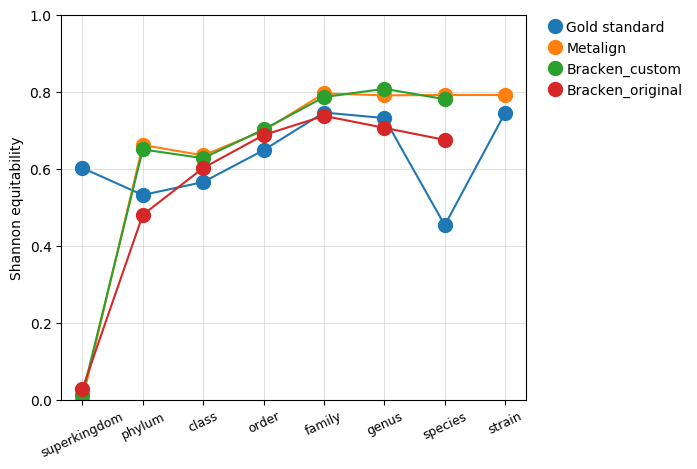 1.0
0.8
0.6
0.4
0.2
0.0
Shannon equitability
superkingdom
phylum
class
order
family
genus
species
strain
Gold standard
Metalign
Bracken_custom
Bracken_original